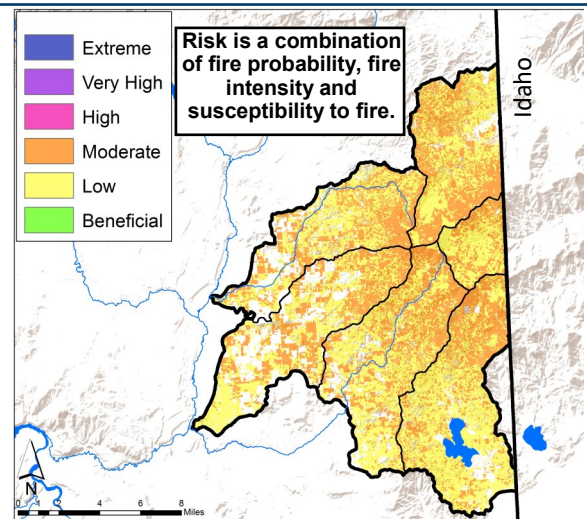 Extreme
Very High
High
Moderate
Low
Beneficial
Risk is a combination
of fire probability, fire
intensity and
susceptibility to fire.
Idaho
N
0 1 2 4 6 8
Miles